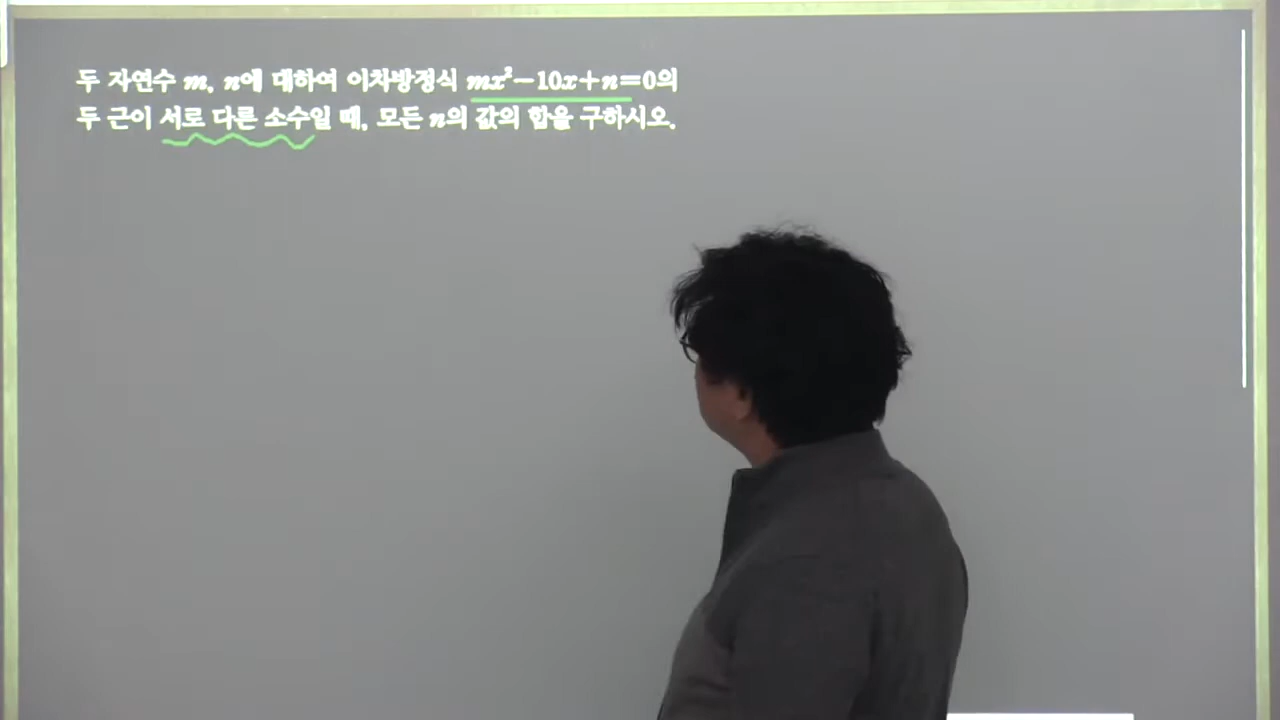 두 자연수 m, n에 대하여 이차방정식 mx²−10x+n=0의
두 근이 서로 다른 소수일 때, 모든 n의 값의 합을 구하시오.